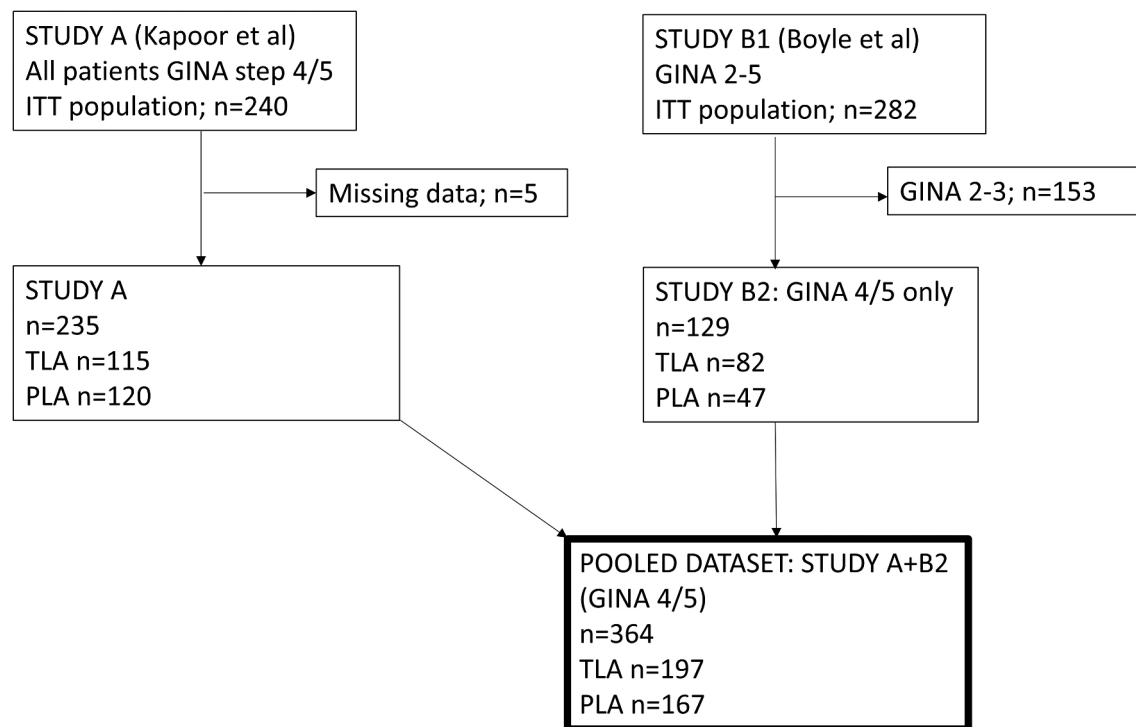 STUDY A (Kapoor et al)
All patients GINA step 4/5
ITT population; n=240
STUDY B1 (Boyle et al)
GINA 2-5
ITT population; n=282
Missing data; n=5
GINA 2-3; n=153
STUDY A
n=235
TLA n=115
PLA n=120
STUDY B2: GINA 4/5 only
n=129
TLA n=82
PLA n=47
POOLED DATASET: STUDY A+B2
(GINA 4/5)
n=364
TLA n=197
PLA n=167